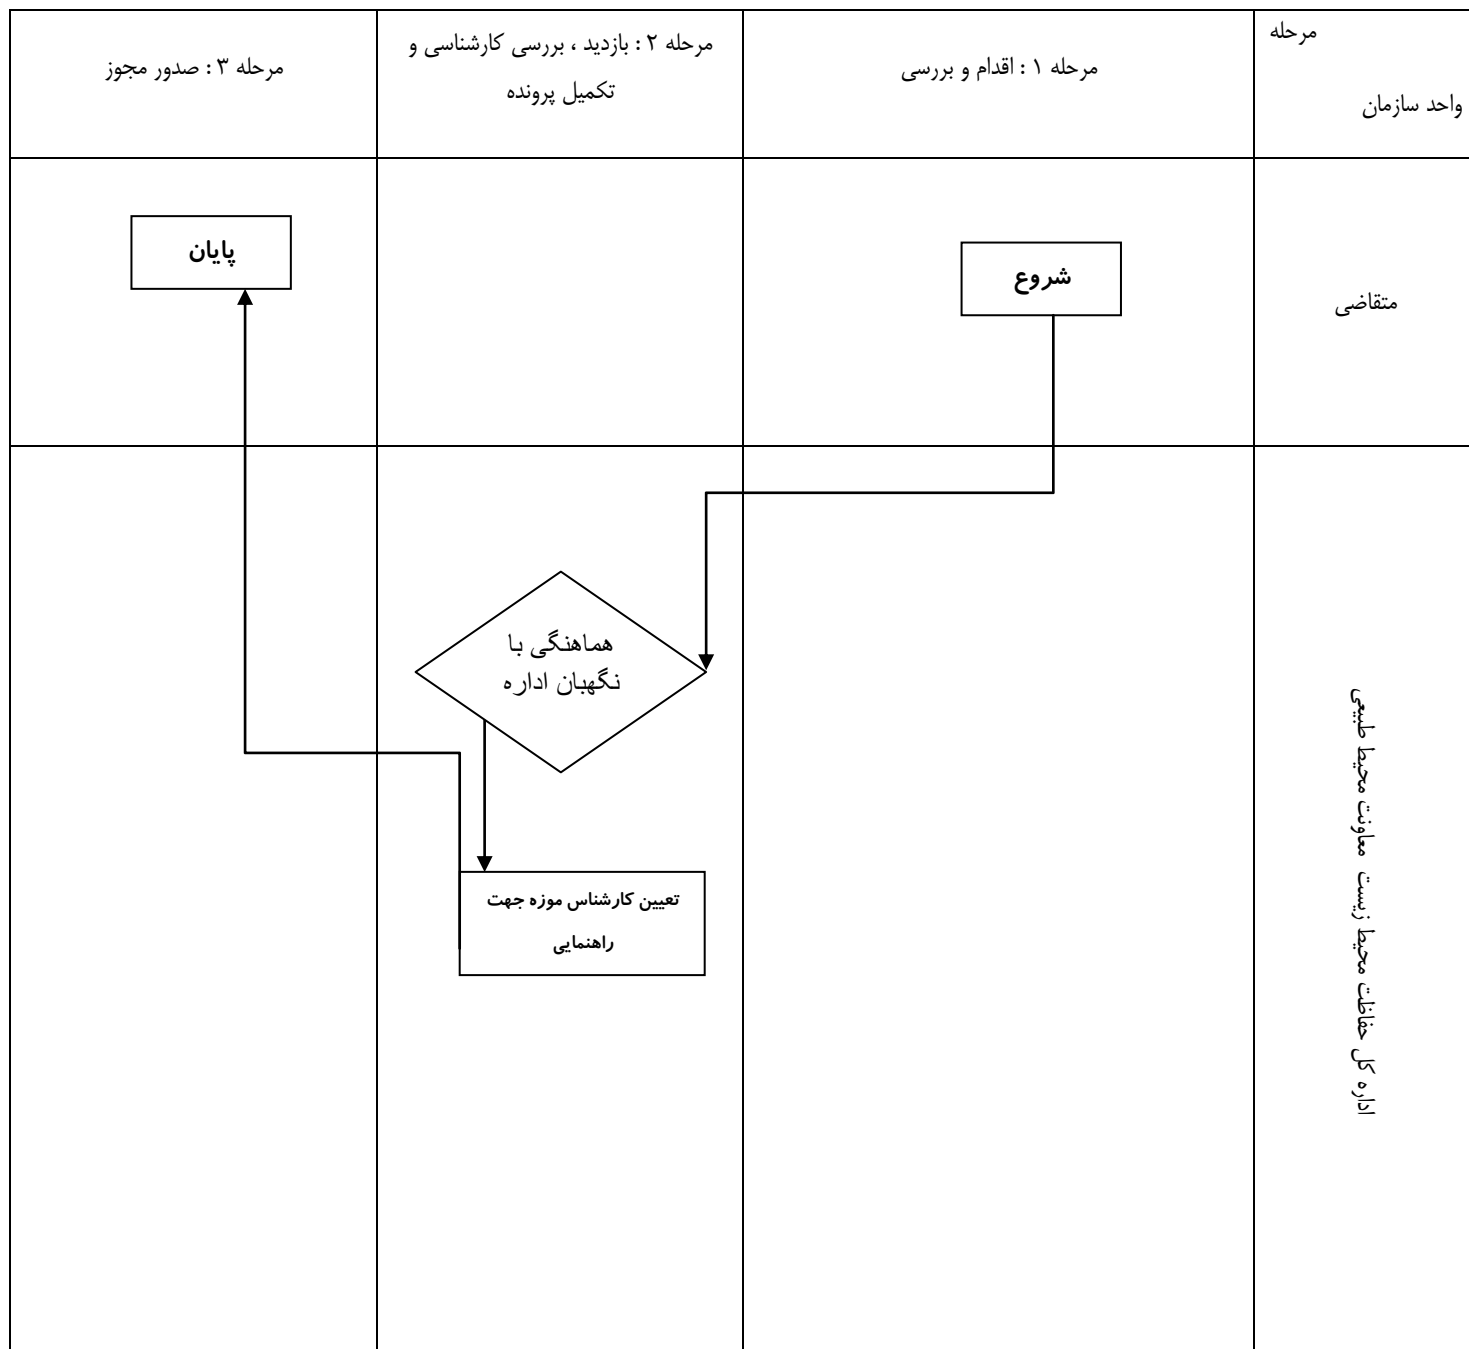 مرحله
واحد سازمان
مرحله ۱ : اقدام و بررسی
مرحله ۲ : بازدید ، بررسی کارشناسی و
تکمیل پرونده
مرحله ۳ : صدور مجوز
متقاضی
شروع
پایان
اداره کل حفاظت محیط زیست معاونت محیط طبیعی
هماهنگی با
نگهبان اداره
تعیین کارشناس موزه جهت
راهنمایی